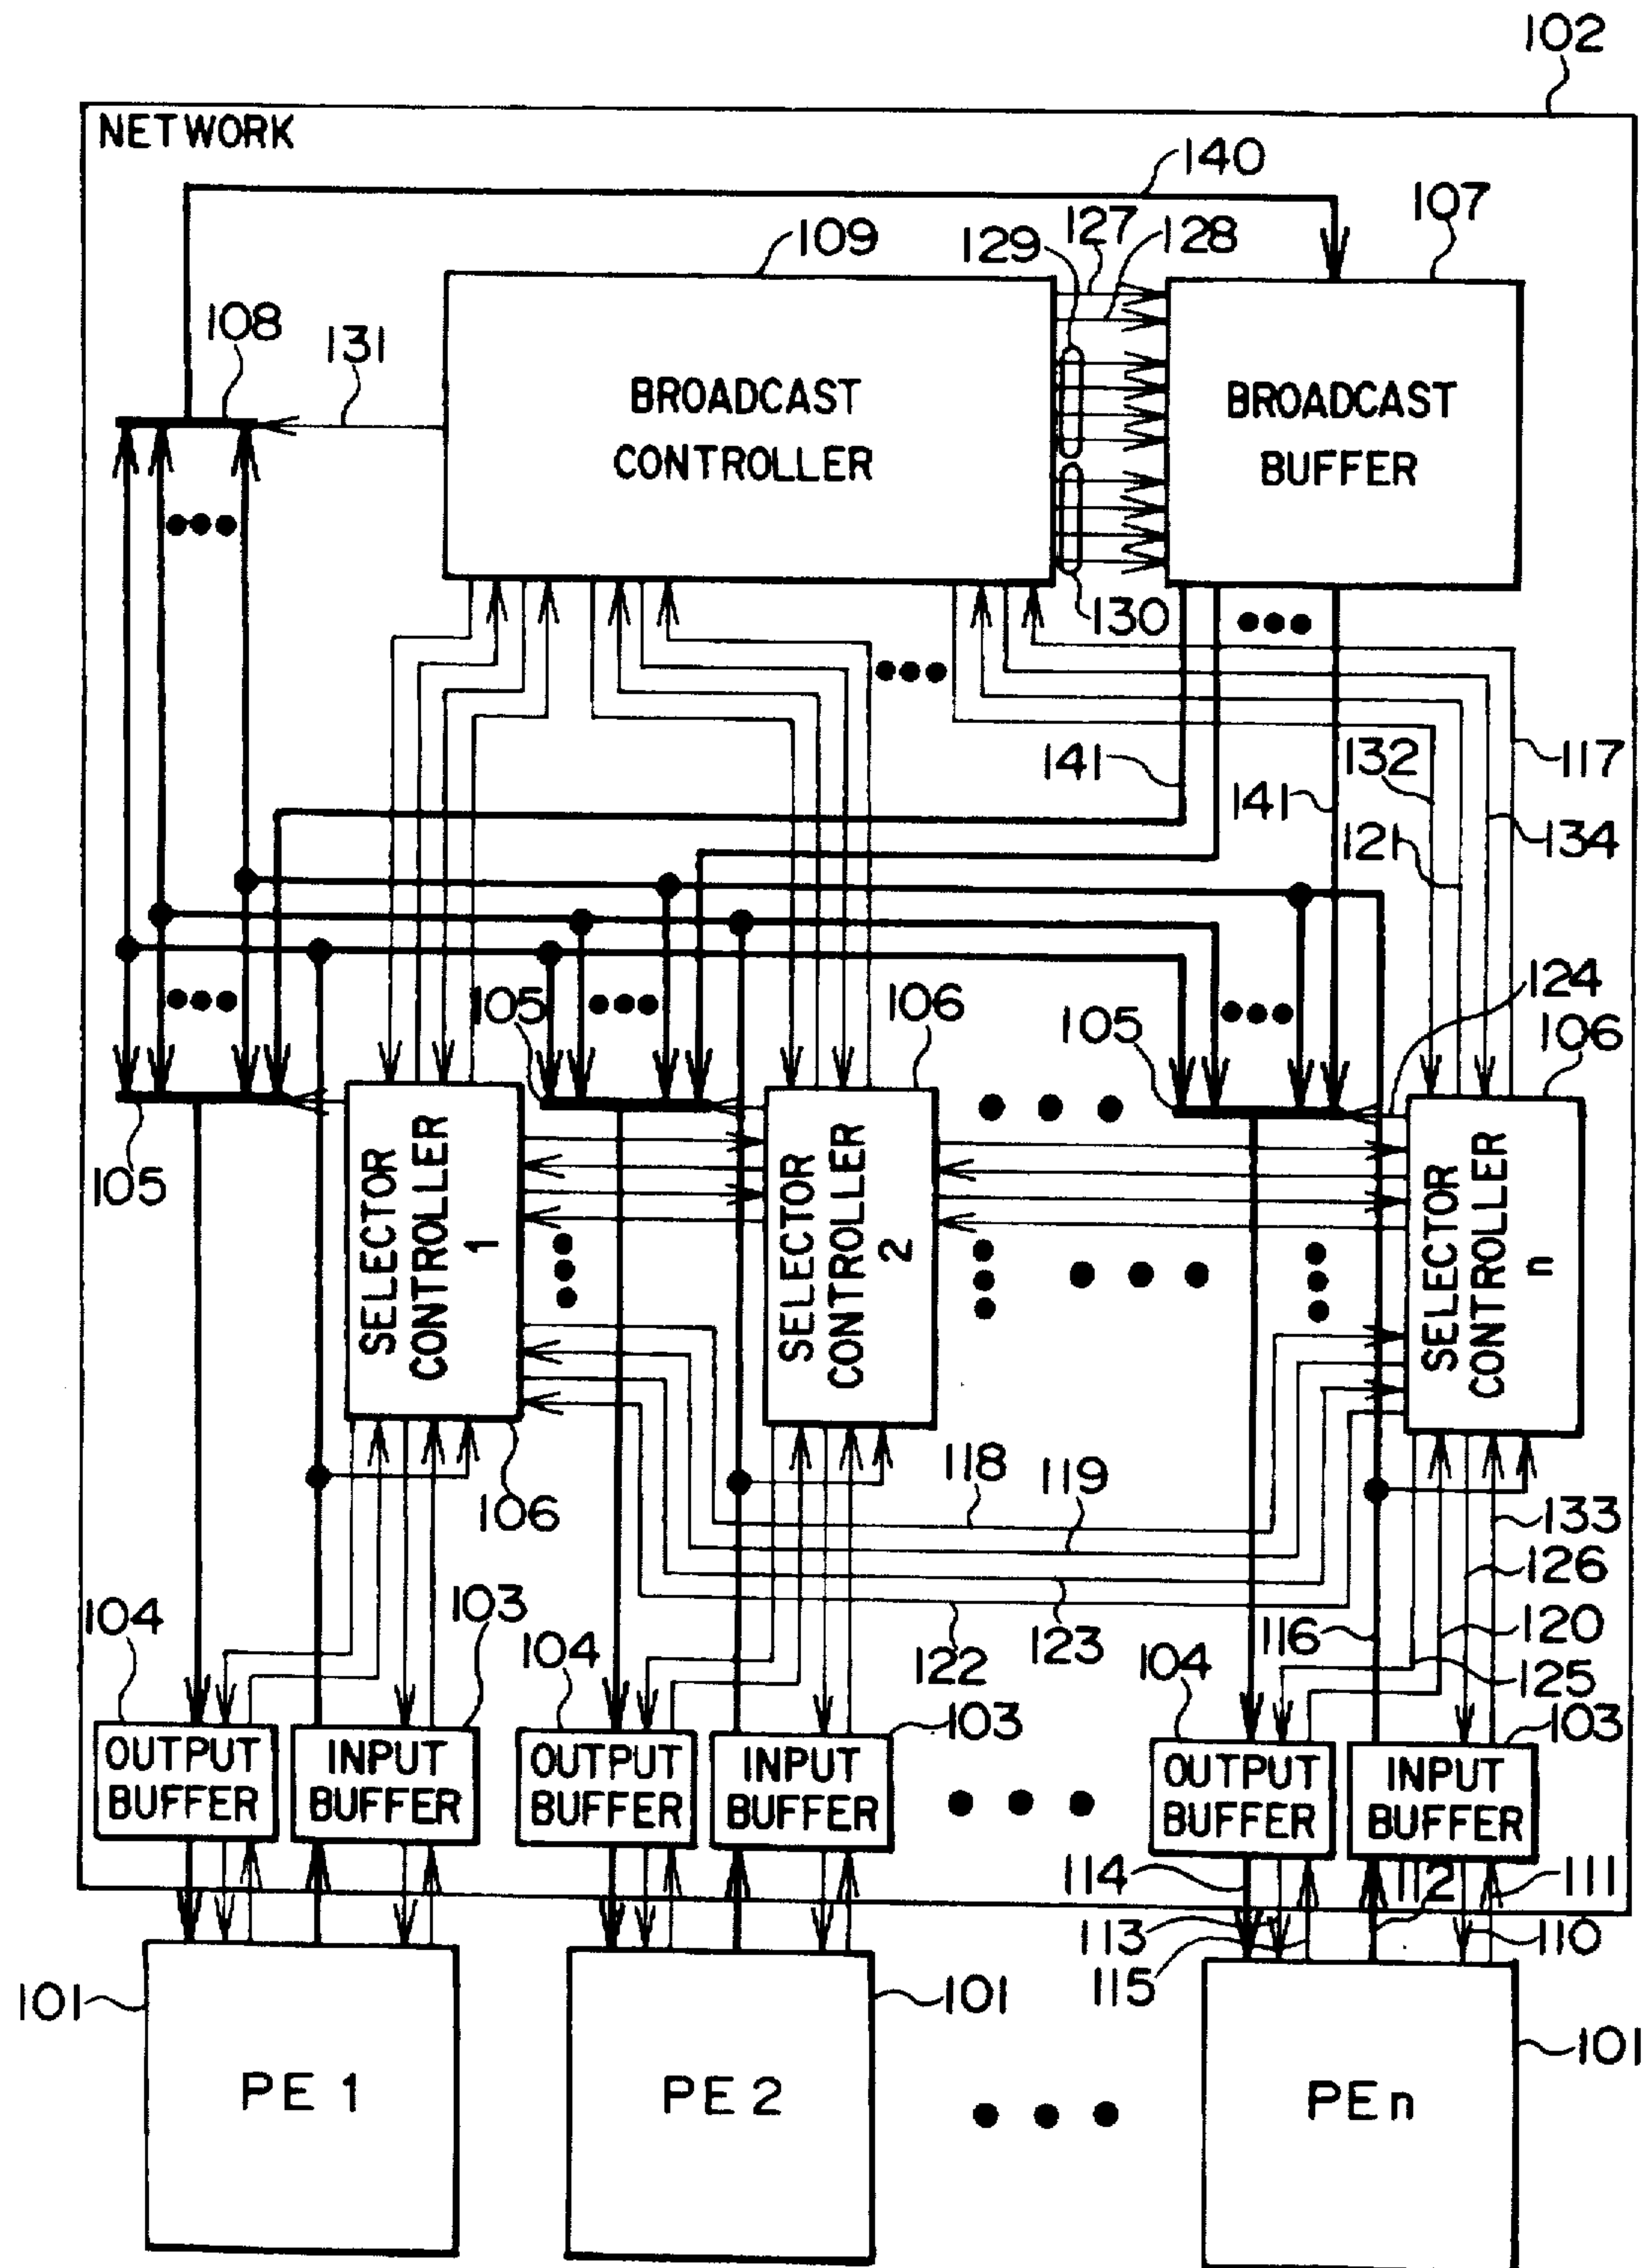 102
NETWORK
140
107
109
129
127
128
108
131
BROADCAST
CONTROLLER
BROADCAST
BUFFER
130
117
141
132
141
121
134
124
105
106
105
106
105
SELECTOR
CONTROLLER
1
SELECTOR
CONTROLLER
2
SELECTOR
CONTROLLER
n
106
118
119
133
126
104
103
104
122
123
104
116
120
125
103
103
OUTPUT
BUFFER
INPUT
BUFFER
OUTPUT
BUFFER
INPUT
BUFFER
OUTPUT
BUFFER
INPUT
BUFFER
114
112
111
113
110
115
101
101
101
PE 1
PE 2
PE n